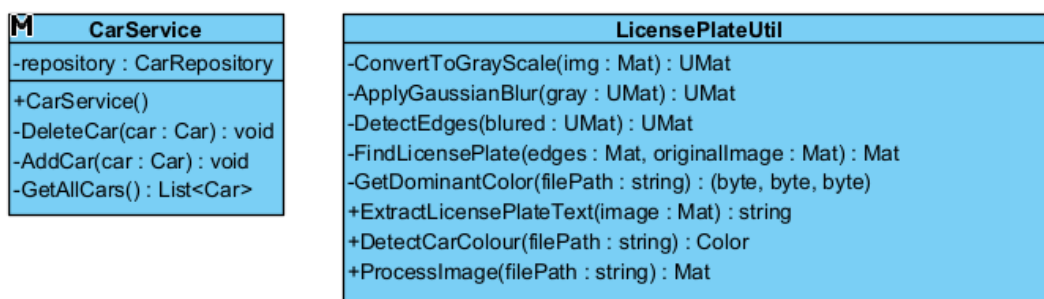 M
CarService
-repository : CarRepository
+CarService()
-DeleteCar(car : Car) : void
-AddCar(car : Car) : void
-GetAllCars() : List<Car>
LicensePlateUtil
-ConvertToGrayScale(img : Mat) : UMat
-ApplyGaussianBlur(gray : UMat) : UMat
-DetectEdges(blured : UMat) : UMat
-FindLicensePlate(edges : Mat, originalImage : Mat) : Mat
-GetDominantColor(filePath : string) : (byte, byte, byte)
+ExtractLicensePlateText(image : Mat) : string
+DetectCarColour(filePath : string) : Color
+ProcessImage(filePath : string) : Mat